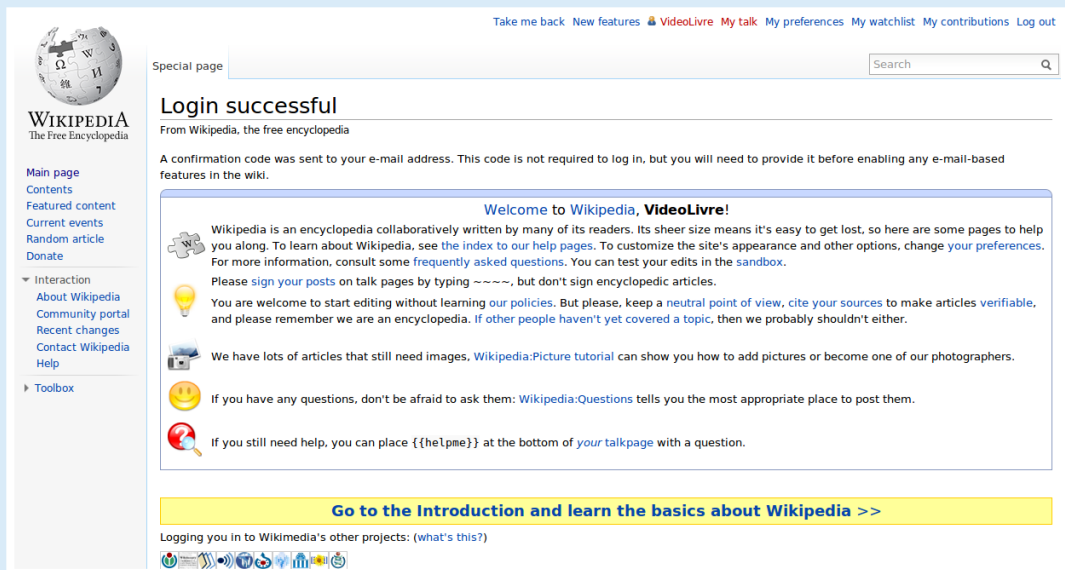 Take me back New features VideoLivre My talk My preferences My watchlist My contributions Log out
Special page
Search
WIKIPEDIA
The Free Encyclopedia
Main page
Contents
Featured content
Current events
Random article
Donate
Interaction
About Wikipedia
Community portal
Recent changes
Contact Wikipedia
Help
Toolbox
Login successful
From Wikipedia, the free encyclopedia
A confirmation code was sent to your e-mail address. This code is not required to log in, but you will need to provide it before enabling any e-mail-based
features in the wiki.
Welcome to Wikipedia, VideoLivre!
Wikipedia is an encyclopedia collaboratively written by many of its readers. Its sheer size means it's easy to get lost, so here are some pages to help
you along. To learn about Wikipedia, see the index to our help pages. To customize the site's appearance and other options, change your preferences.
For more information, consult some frequently asked questions. You can test your edits in the sandbox.
Please sign your posts on talk pages by typing ~~~~, but don't sign encyclopedic articles.
You are welcome to start editing without learning our policies. But please, keep a neutral point of view, cite your sources to make articles verifiable,
and please remember we are an encyclopedia. If other people haven't yet covered a topic, then we probably shouldn't either.
We have lots of articles that still need images, Wikipedia:Picture tutorial can show you how to add pictures or become one of our photographers.
If you have any questions, don't be afraid to ask them: Wikipedia:Questions tells you the most appropriate place to post them.
If you still need help, you can place {{helpme}} at the bottom of your talkpage with a question.
Go to the Introduction and learn the basics about Wikipedia >>
Logging you in to Wikimedia's other projects: (what's this?)